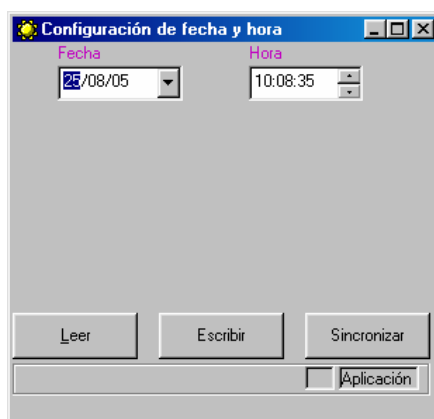 Configuración de fecha y hora
Fecha Hora
25/08/05 10:08:35
Leer Escribir Sincronizar
Aplicación